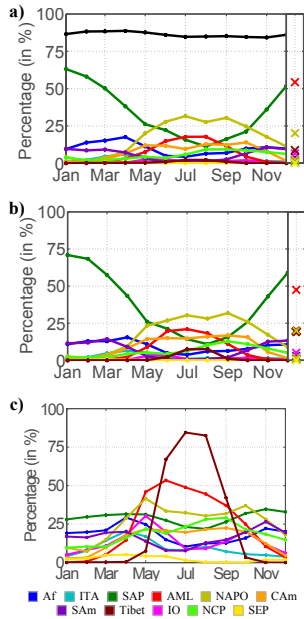 a)
Percentage (in %)
100
75
50
25
0
Jan Mar May Jul Sep Nov
b)
Percentage (in %)
100
75
50
25
0
Jan Mar May Jul Sep Nov
c)
Percentage (in %)
100
75
50
25
0
Jan Mar May Jul Sep Nov
Af ITA SAP AML NAPO CAm
SAm Tibet IO NCP SEP